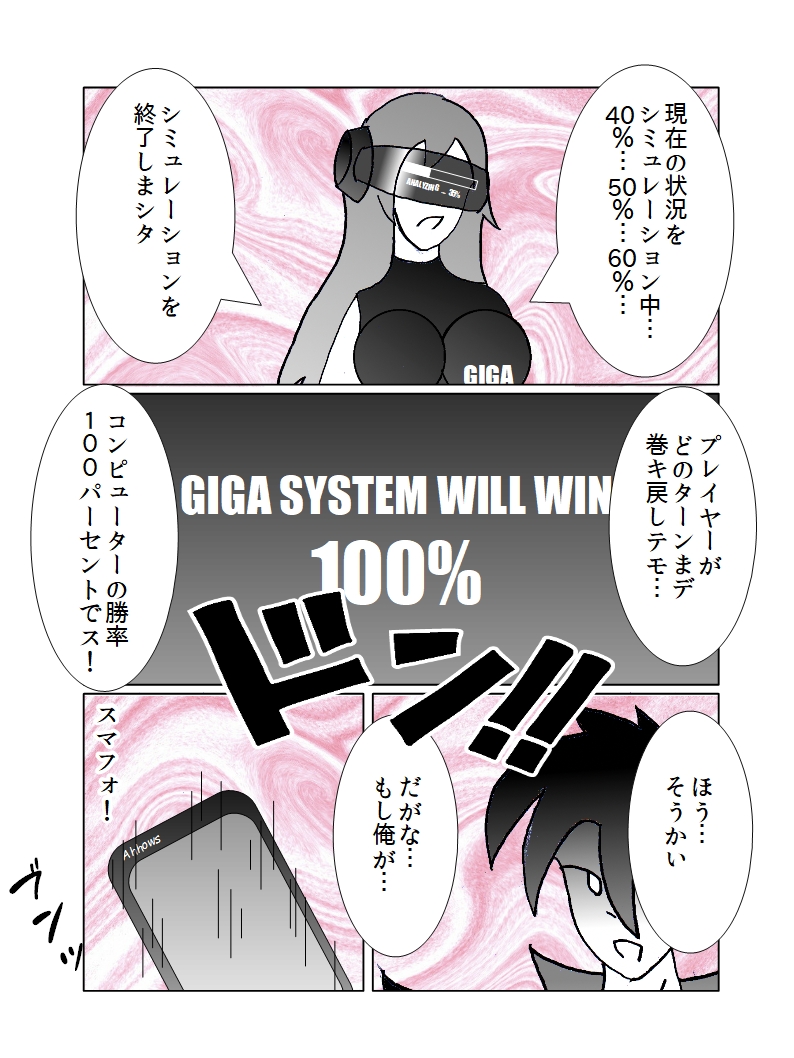 現在の状況を
シミュレーション中…
40%…50%…60%…
シミュレーションを
終了しまシタ
ANALYZING _ 39%
GIGA
プレイヤーが
どのターンまデ
巻キ戻しテモ…
GIGA SYSTEM WILL WIN
100%
コンピューターの勝率
100パーセントでス!
ドン!!
ほう…
そうかい
だがな…
もし俺が…
スマフォ!
Arhows
ブンッ